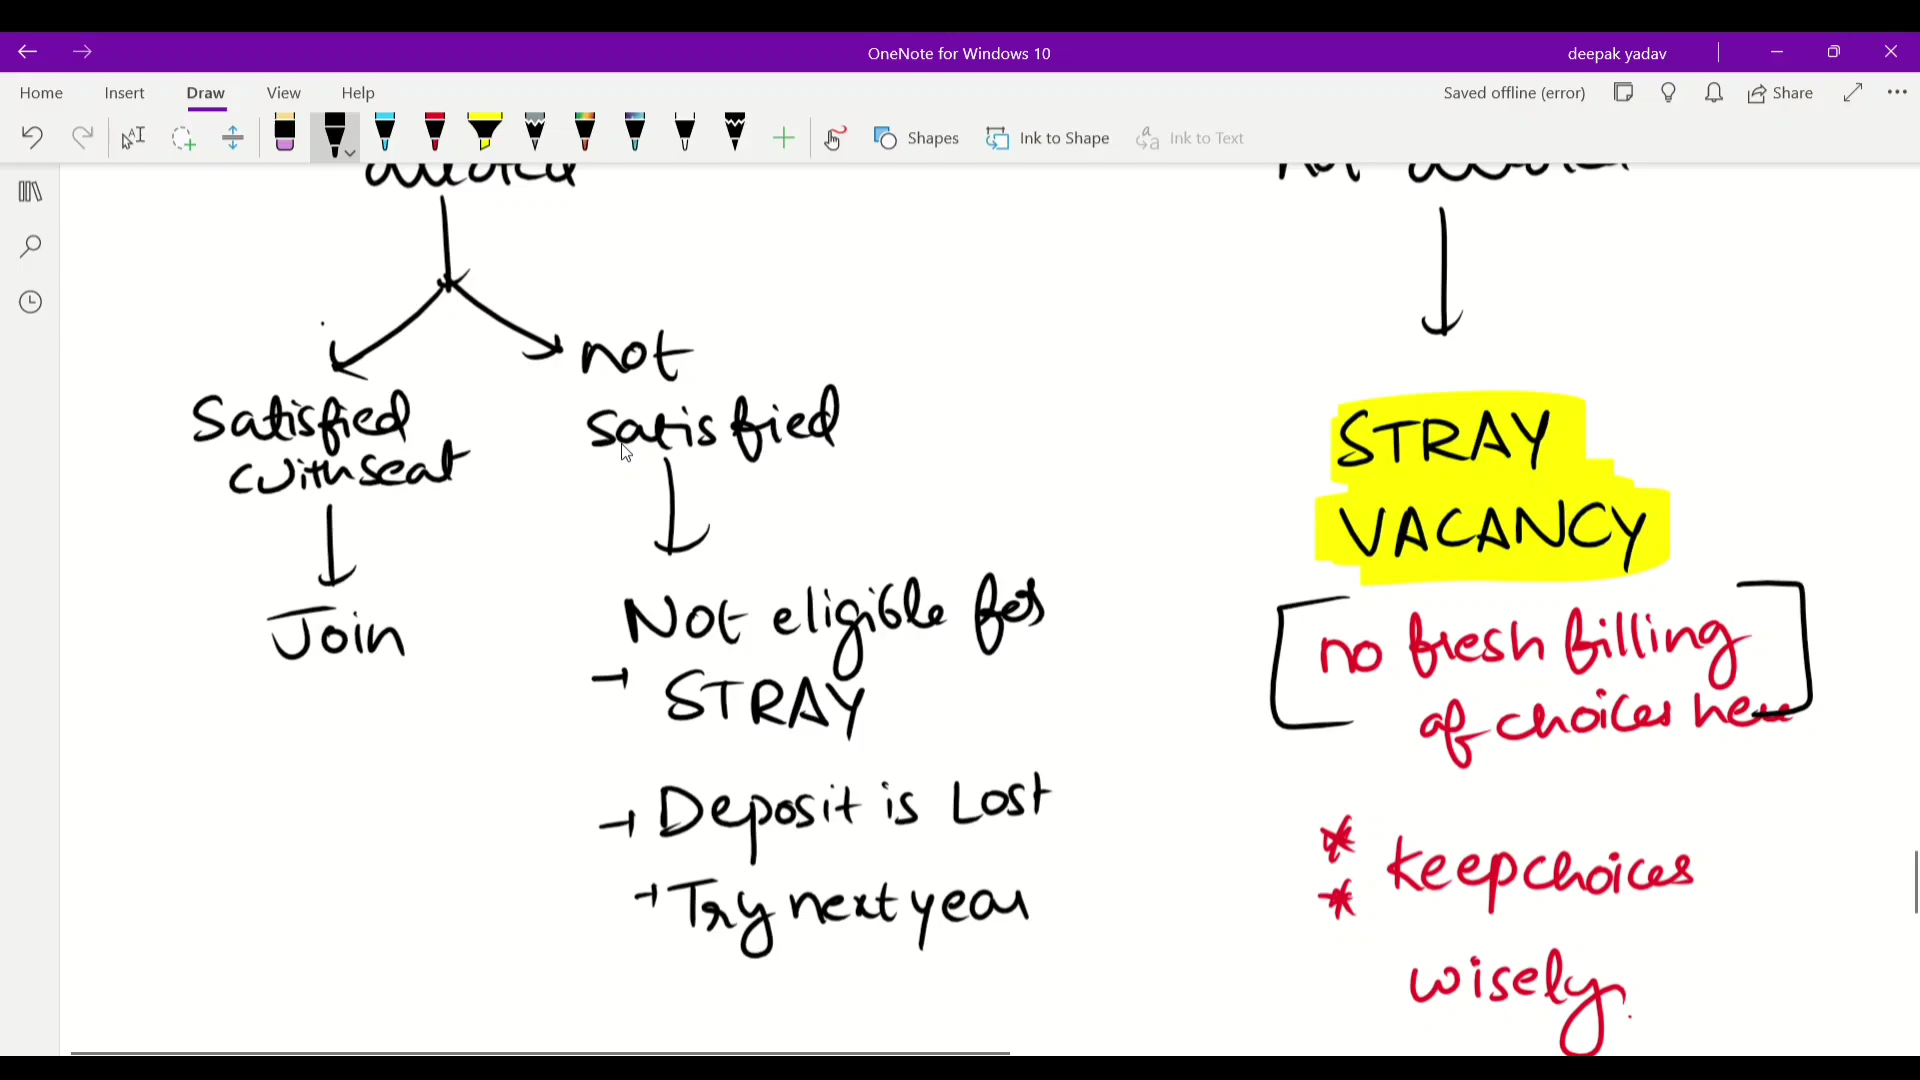 OneNote for Windows 10
deepak yadav
Home Insert Draw View Help
Saved offline (error)
Share
Shapes
Ink to Shape
Ink to Text
alloted
not
Satisfied
with seat
Join
not
satisfied
Not eligible for
→ STRAY
→ Deposit is Lost
→ Try next year
STRAY
VACANCY
[no fresh filling
of choices here]
* keep choices
* wisely.